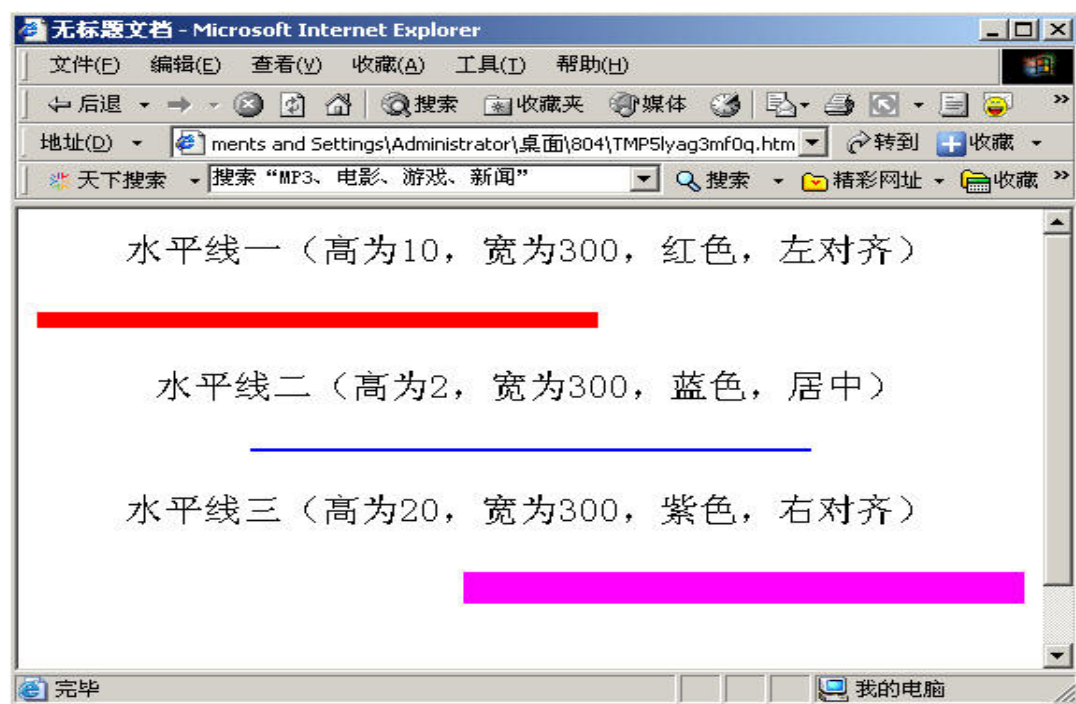 无标题文档 - Microsoft Internet Explorer
文件(F) 编辑(E) 查看(V) 收藏(A) 工具(T) 帮助(H)
后退 搜索 收藏夹 媒体 »
地址(D) ments and Settings\Administrator\桌面\804\TMP5lyag3mf0q.htm 转到 收藏
天下搜索 搜索“MP3、电影、游戏、新闻” 搜索 精彩网址 收藏 »
水平线一（高为10，宽为300，红色，左对齐）
水平线二（高为2，宽为300，蓝色，居中）
水平线三（高为20，宽为300，紫色，右对齐）
完毕 我的电脑